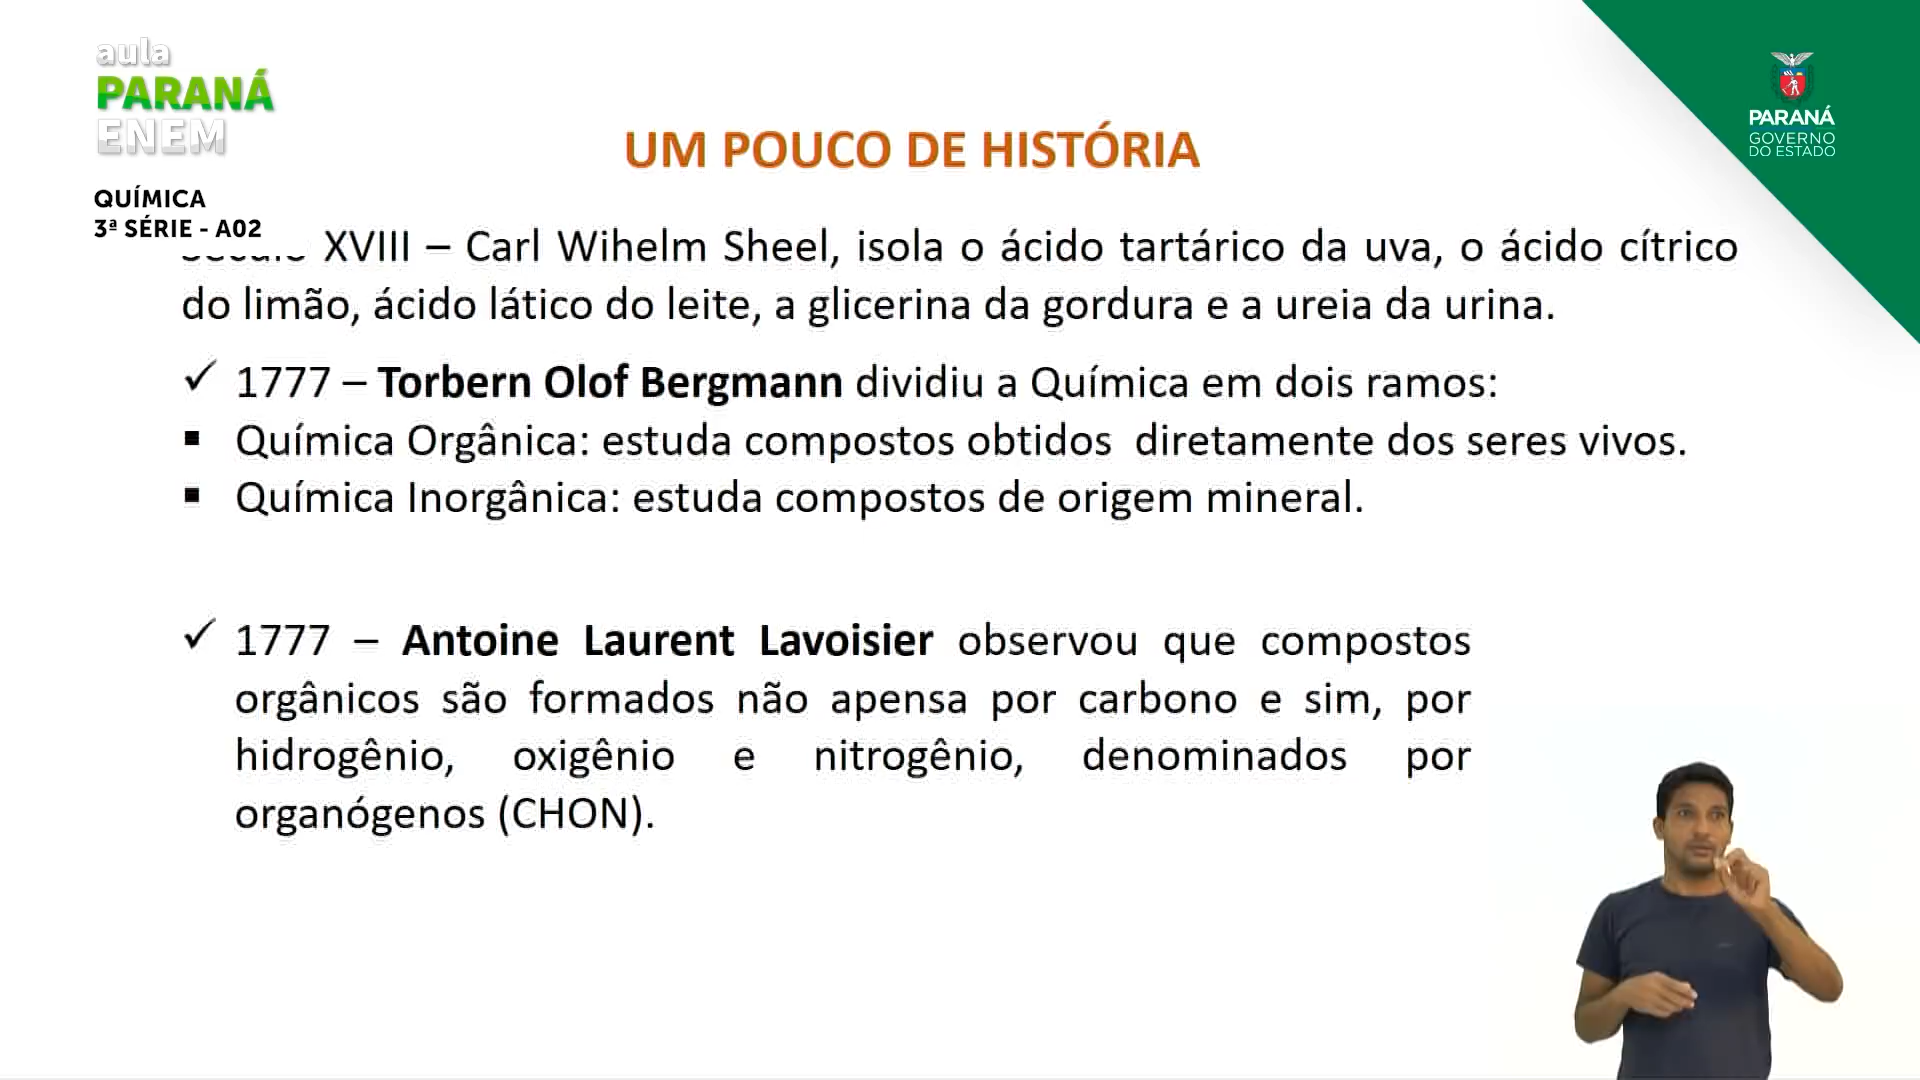 aula
PARANÁ
ENEM
PARANÁ
GOVERNO
DO ESTADO
UM POUCO DE HISTÓRIA
QUÍMICA
3ª SÉRIE - A02
XVIII – Carl Wihelm Sheel, isola o ácido tartárico da uva, o ácido cítrico
do limão, ácido lático do leite, a glicerina da gordura e a ureia da urina.
✓ 1777 – Torbern Olof Bergmann dividiu a Química em dois ramos:
▪ Química Orgânica: estuda compostos obtidos diretamente dos seres vivos.
▪ Química Inorgânica: estuda compostos de origem mineral.
✓ 1777 – Antoine Laurent Lavoisier observou que compostos
orgânicos são formados não apensa por carbono e sim, por
hidrogênio, oxigênio e nitrogênio, denominados por
organógenos (CHON).